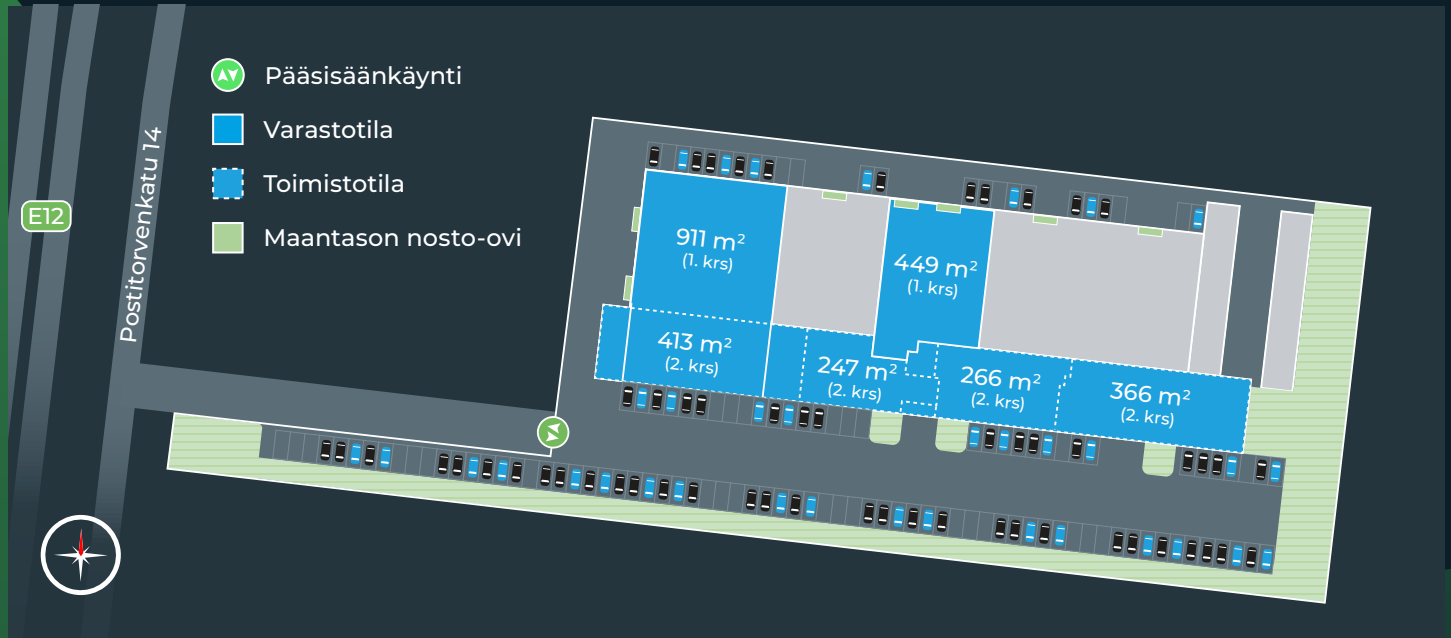 Pääsisäänkäynti
Varastotila
Toimistotila
Maantason nosto-ovi
E12
Postitorvenkatu 14
911 m²
(1. krs)
449 m²
(1. krs)
413 m²
(2. krs)
247 m²
(2. krs)
266 m²
(2. krs)
366 m²
(2. krs)